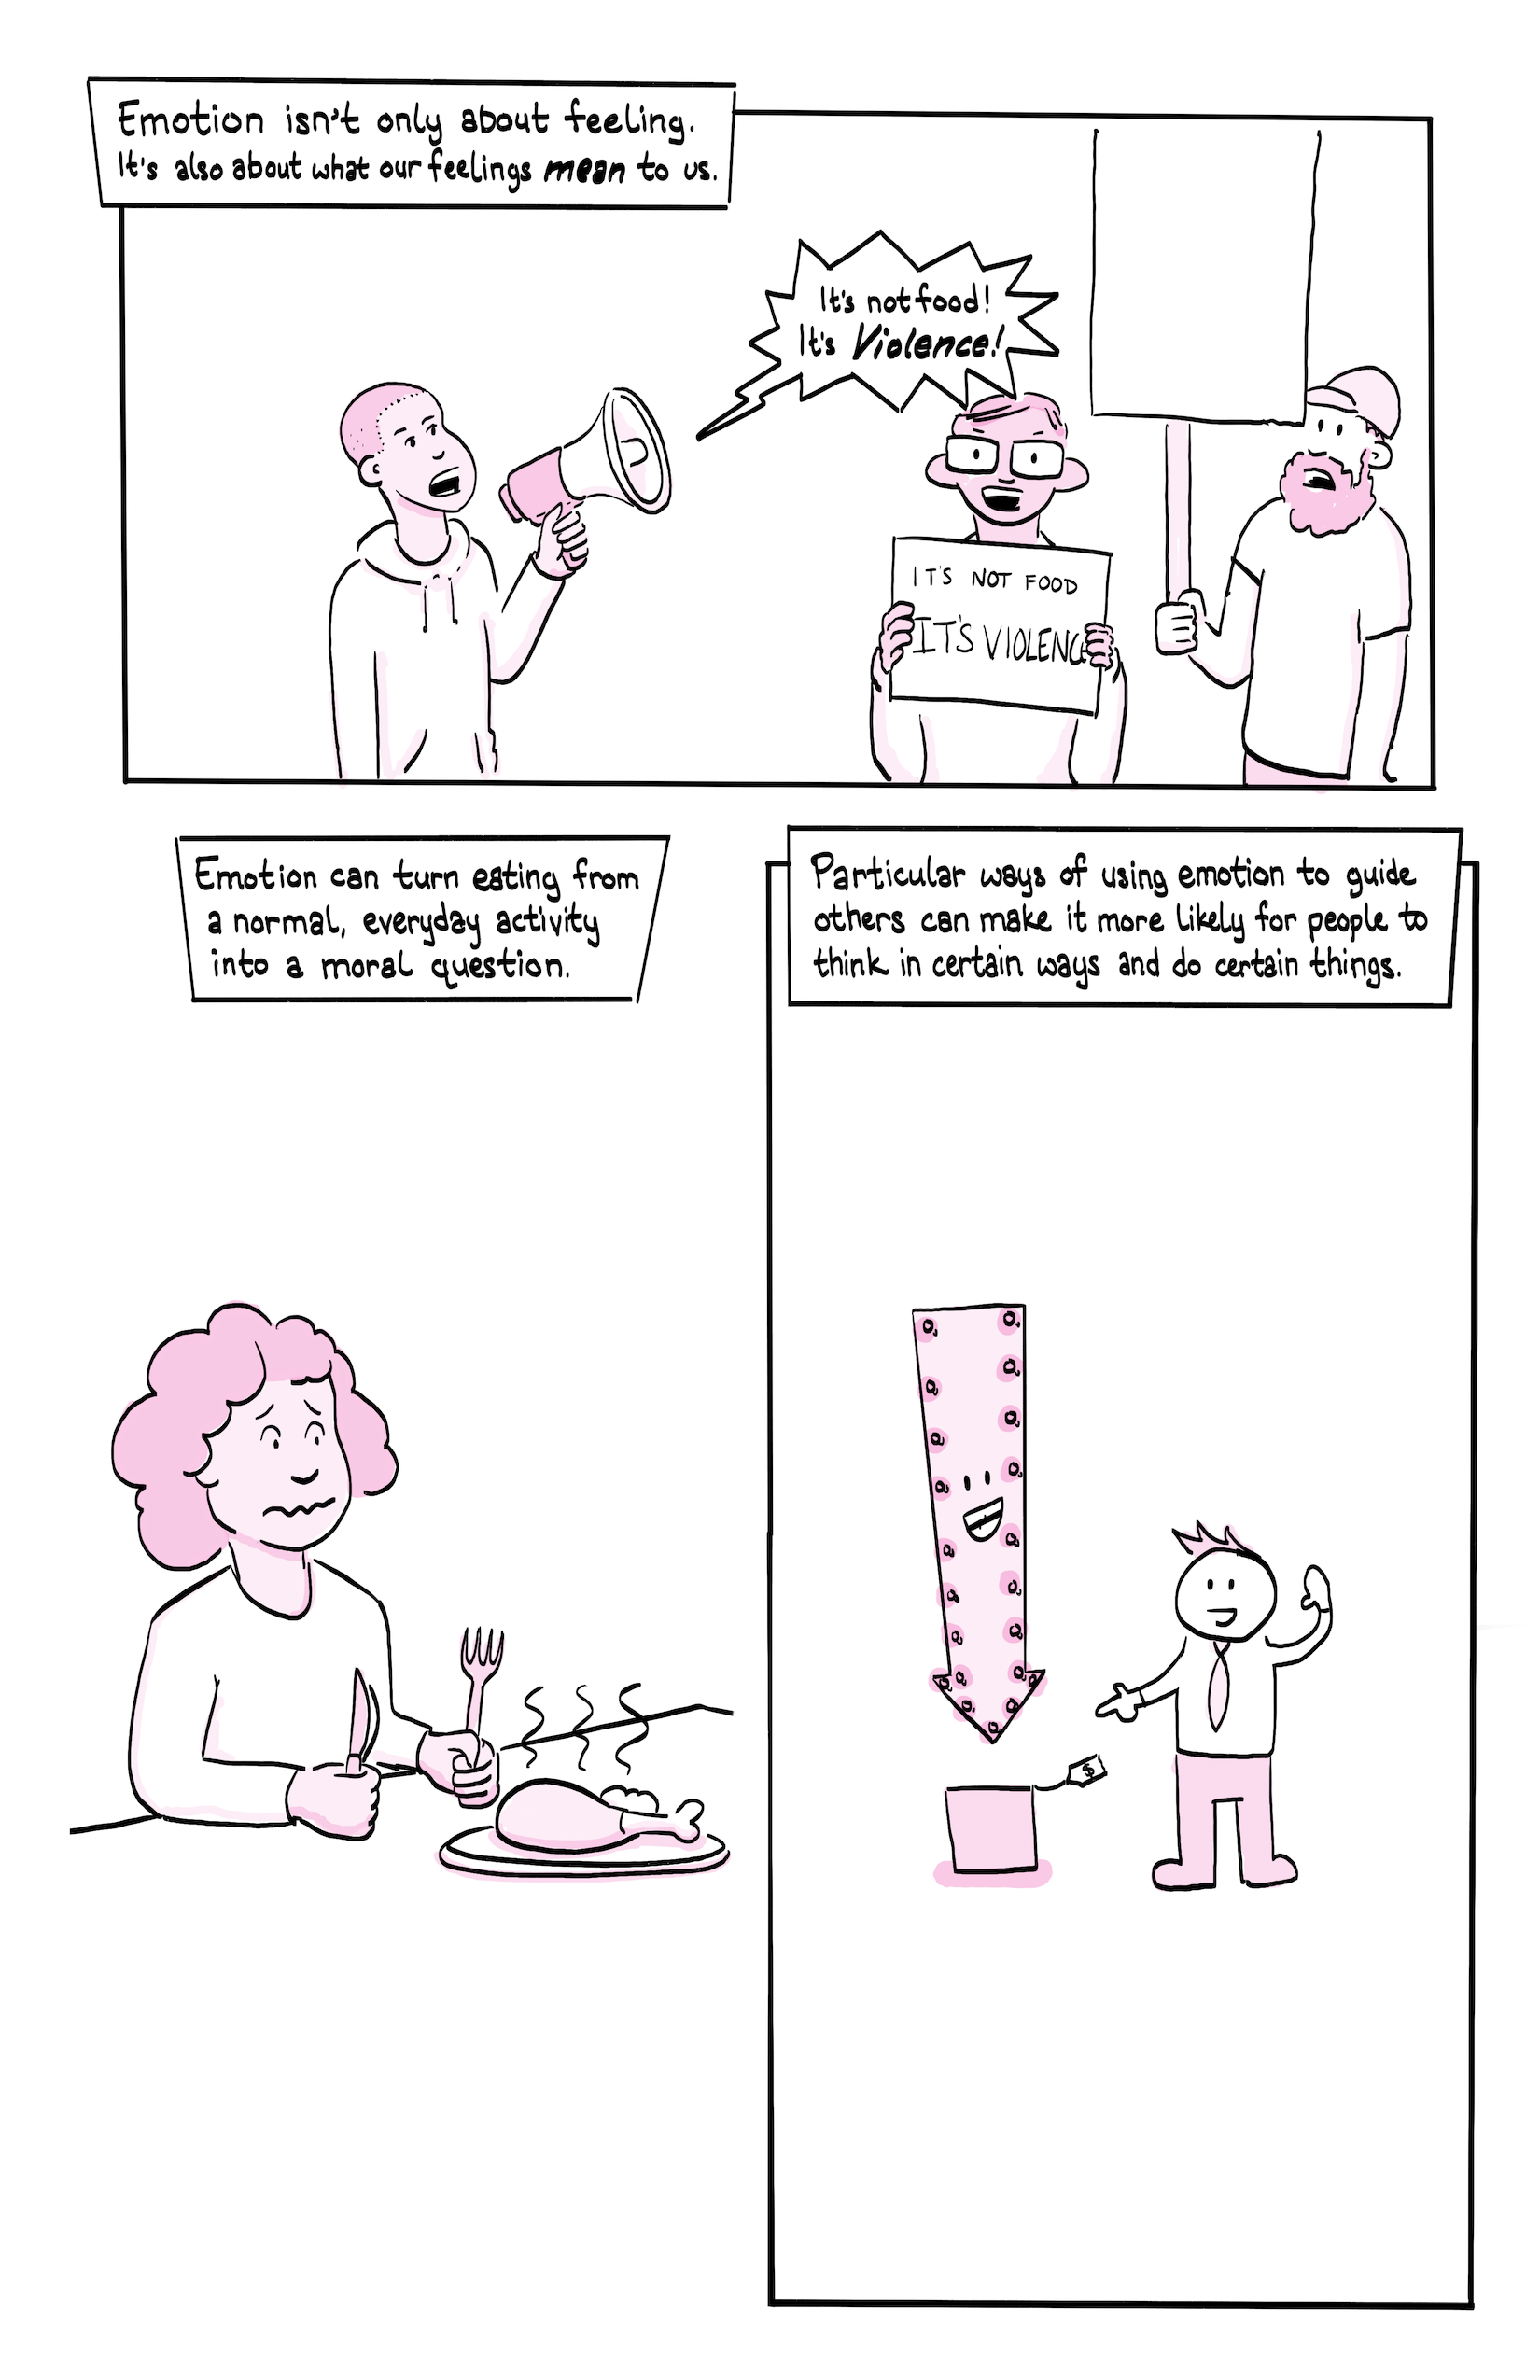 Emotion isn't only about feeling.
It's also about what our feelings mean to us.
It's not food!
It's Violence!
IT'S NOT FOOD
IT'S VIOLENC
Emotion can turn eating from
a normal, everyday activity
into a moral question.
Particular ways of using emotion to guide
others can make it more likely for people to
think in certain ways and do certain things.
$